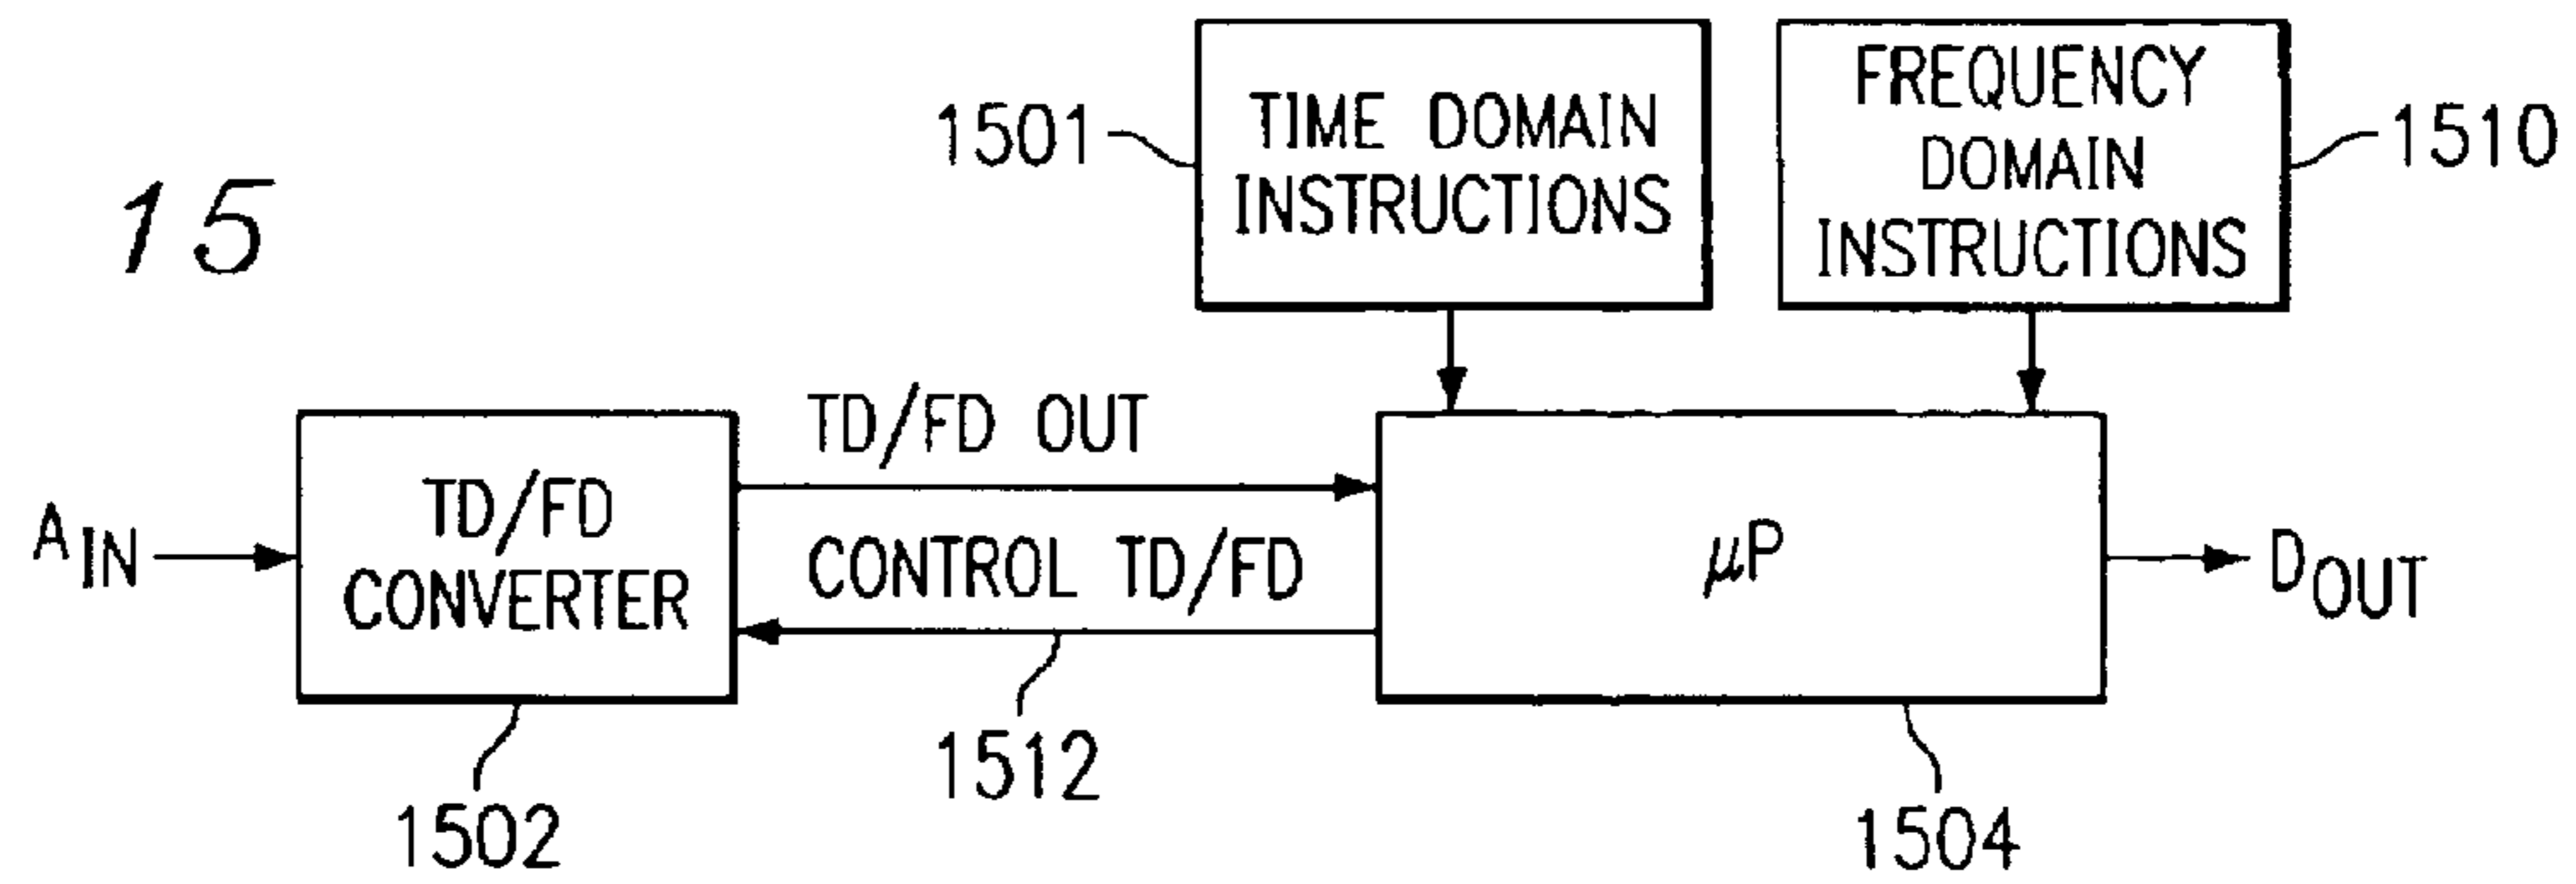 15
1501
TIME DOMAIN
INSTRUCTIONS
FREQUENCY
DOMAIN
INSTRUCTIONS
1510
A_IN
TD/FD
CONVERTER
TD/FD OUT
CONTROL TD/FD
µP
D_OUT
1502
1512
1504